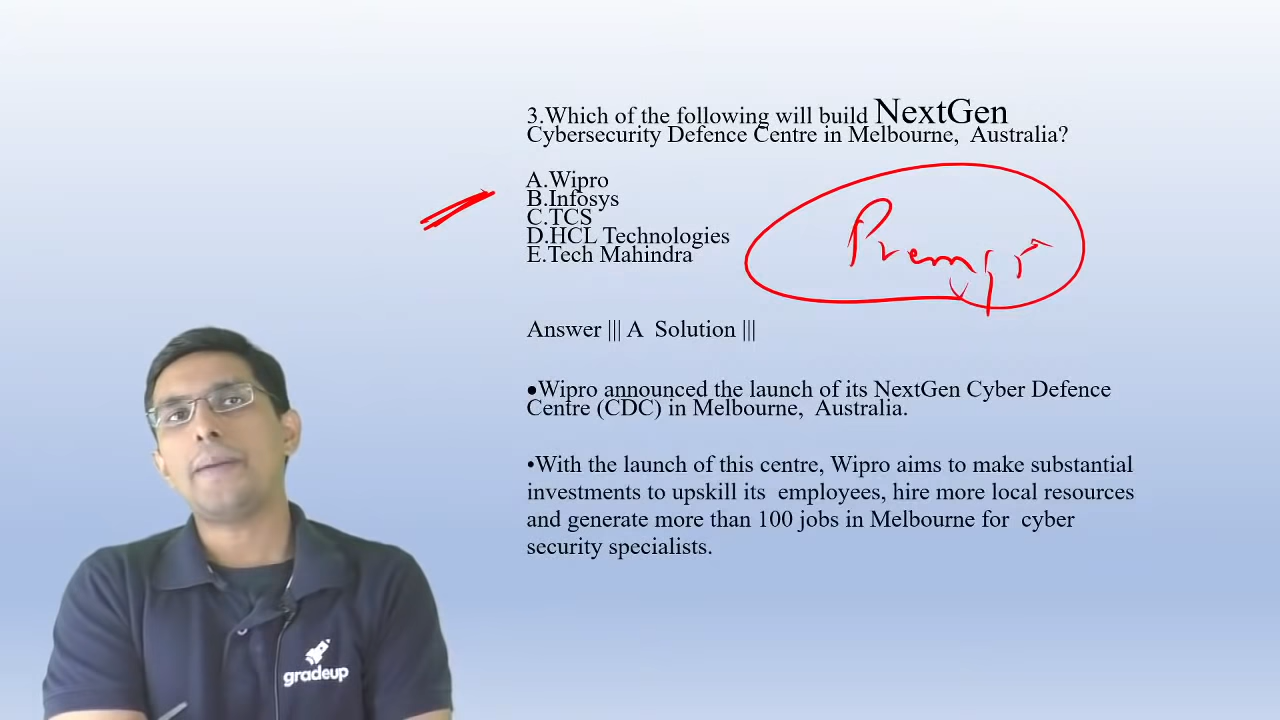 3.Which of the following will build NextGen
Cybersecurity Defence Centre in Melbourne, Australia?
A.Wipro
B.Infosys
C.TCS
D.HCL Technologies
E.Tech Mahindra
Answer ||| A Solution |||
•Wipro announced the launch of its NextGen Cyber Defence
Centre (CDC) in Melbourne, Australia.
•With the launch of this centre, Wipro aims to make substantial
investments to upskill its employees, hire more local resources
and generate more than 100 jobs in Melbourne for cyber
security specialists.
gradeup